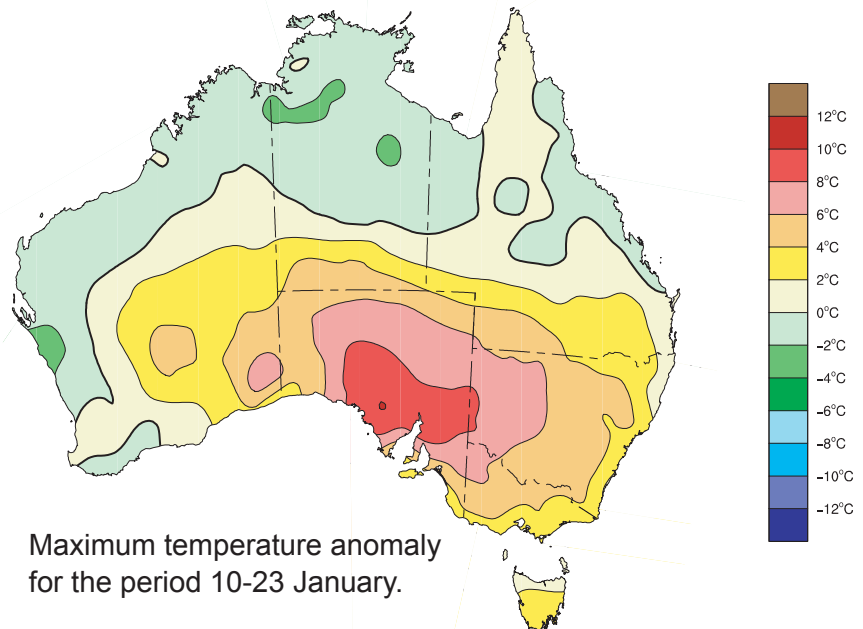 12°C
10°C
8°C
6°C
4°C
2°C
0°C
−2°C
−4°C
−6°C
−8°C
−10°C
−12°C
Maximum temperature anomaly
for the period 10-23 January.